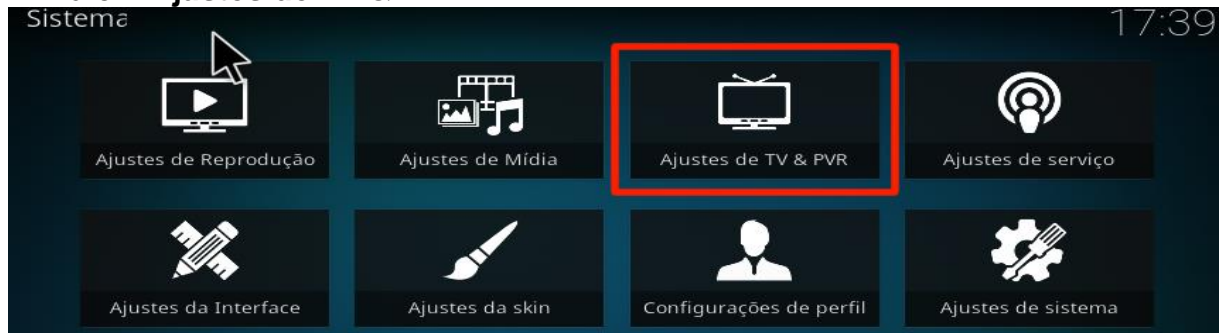 Sistema
17:39
Ajustes de Reprodução
Ajustes de Mídia
Ajustes de TV & PVR
Ajustes de serviço
Ajustes da Interface
Ajustes da skin
Configurações de perfil
Ajustes de sistema